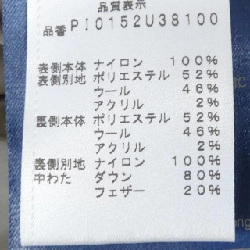 品質表示
品番 PI0152U38100
表側本体 ナイロン 100%
表側別地 ポリエステル 52%
ウール 46%
アクリル 2%
裏側本体 ポリエステル 52%
ウール 46%
アクリル 2%
裏側別地 ナイロン 100%
中わた ダウン 80%
フェザー 20%